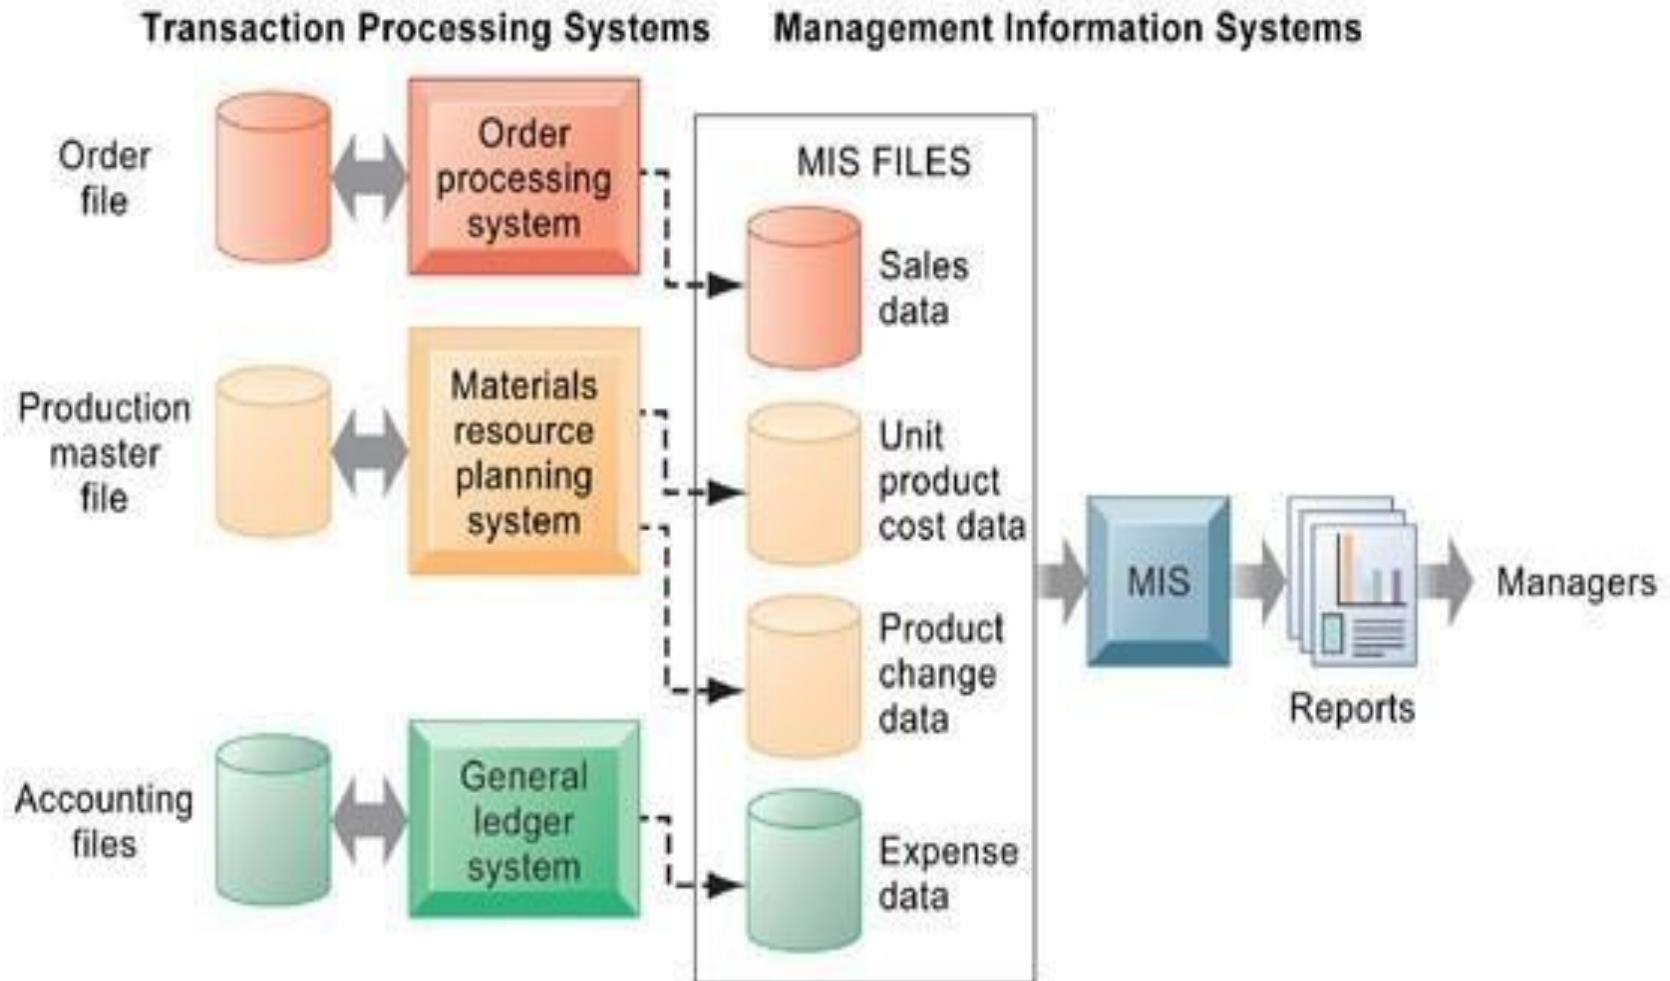 Transaction Processing Systems
Management Information Systems
Order
file
Order
processing
system
MIS FILES
Sales
data
Production
master
file
Materials
resource
planning
system
Unit
product
cost data
Product
change
data
Accounting
files
General
ledger
system
Expense
data
MIS
Reports
Managers